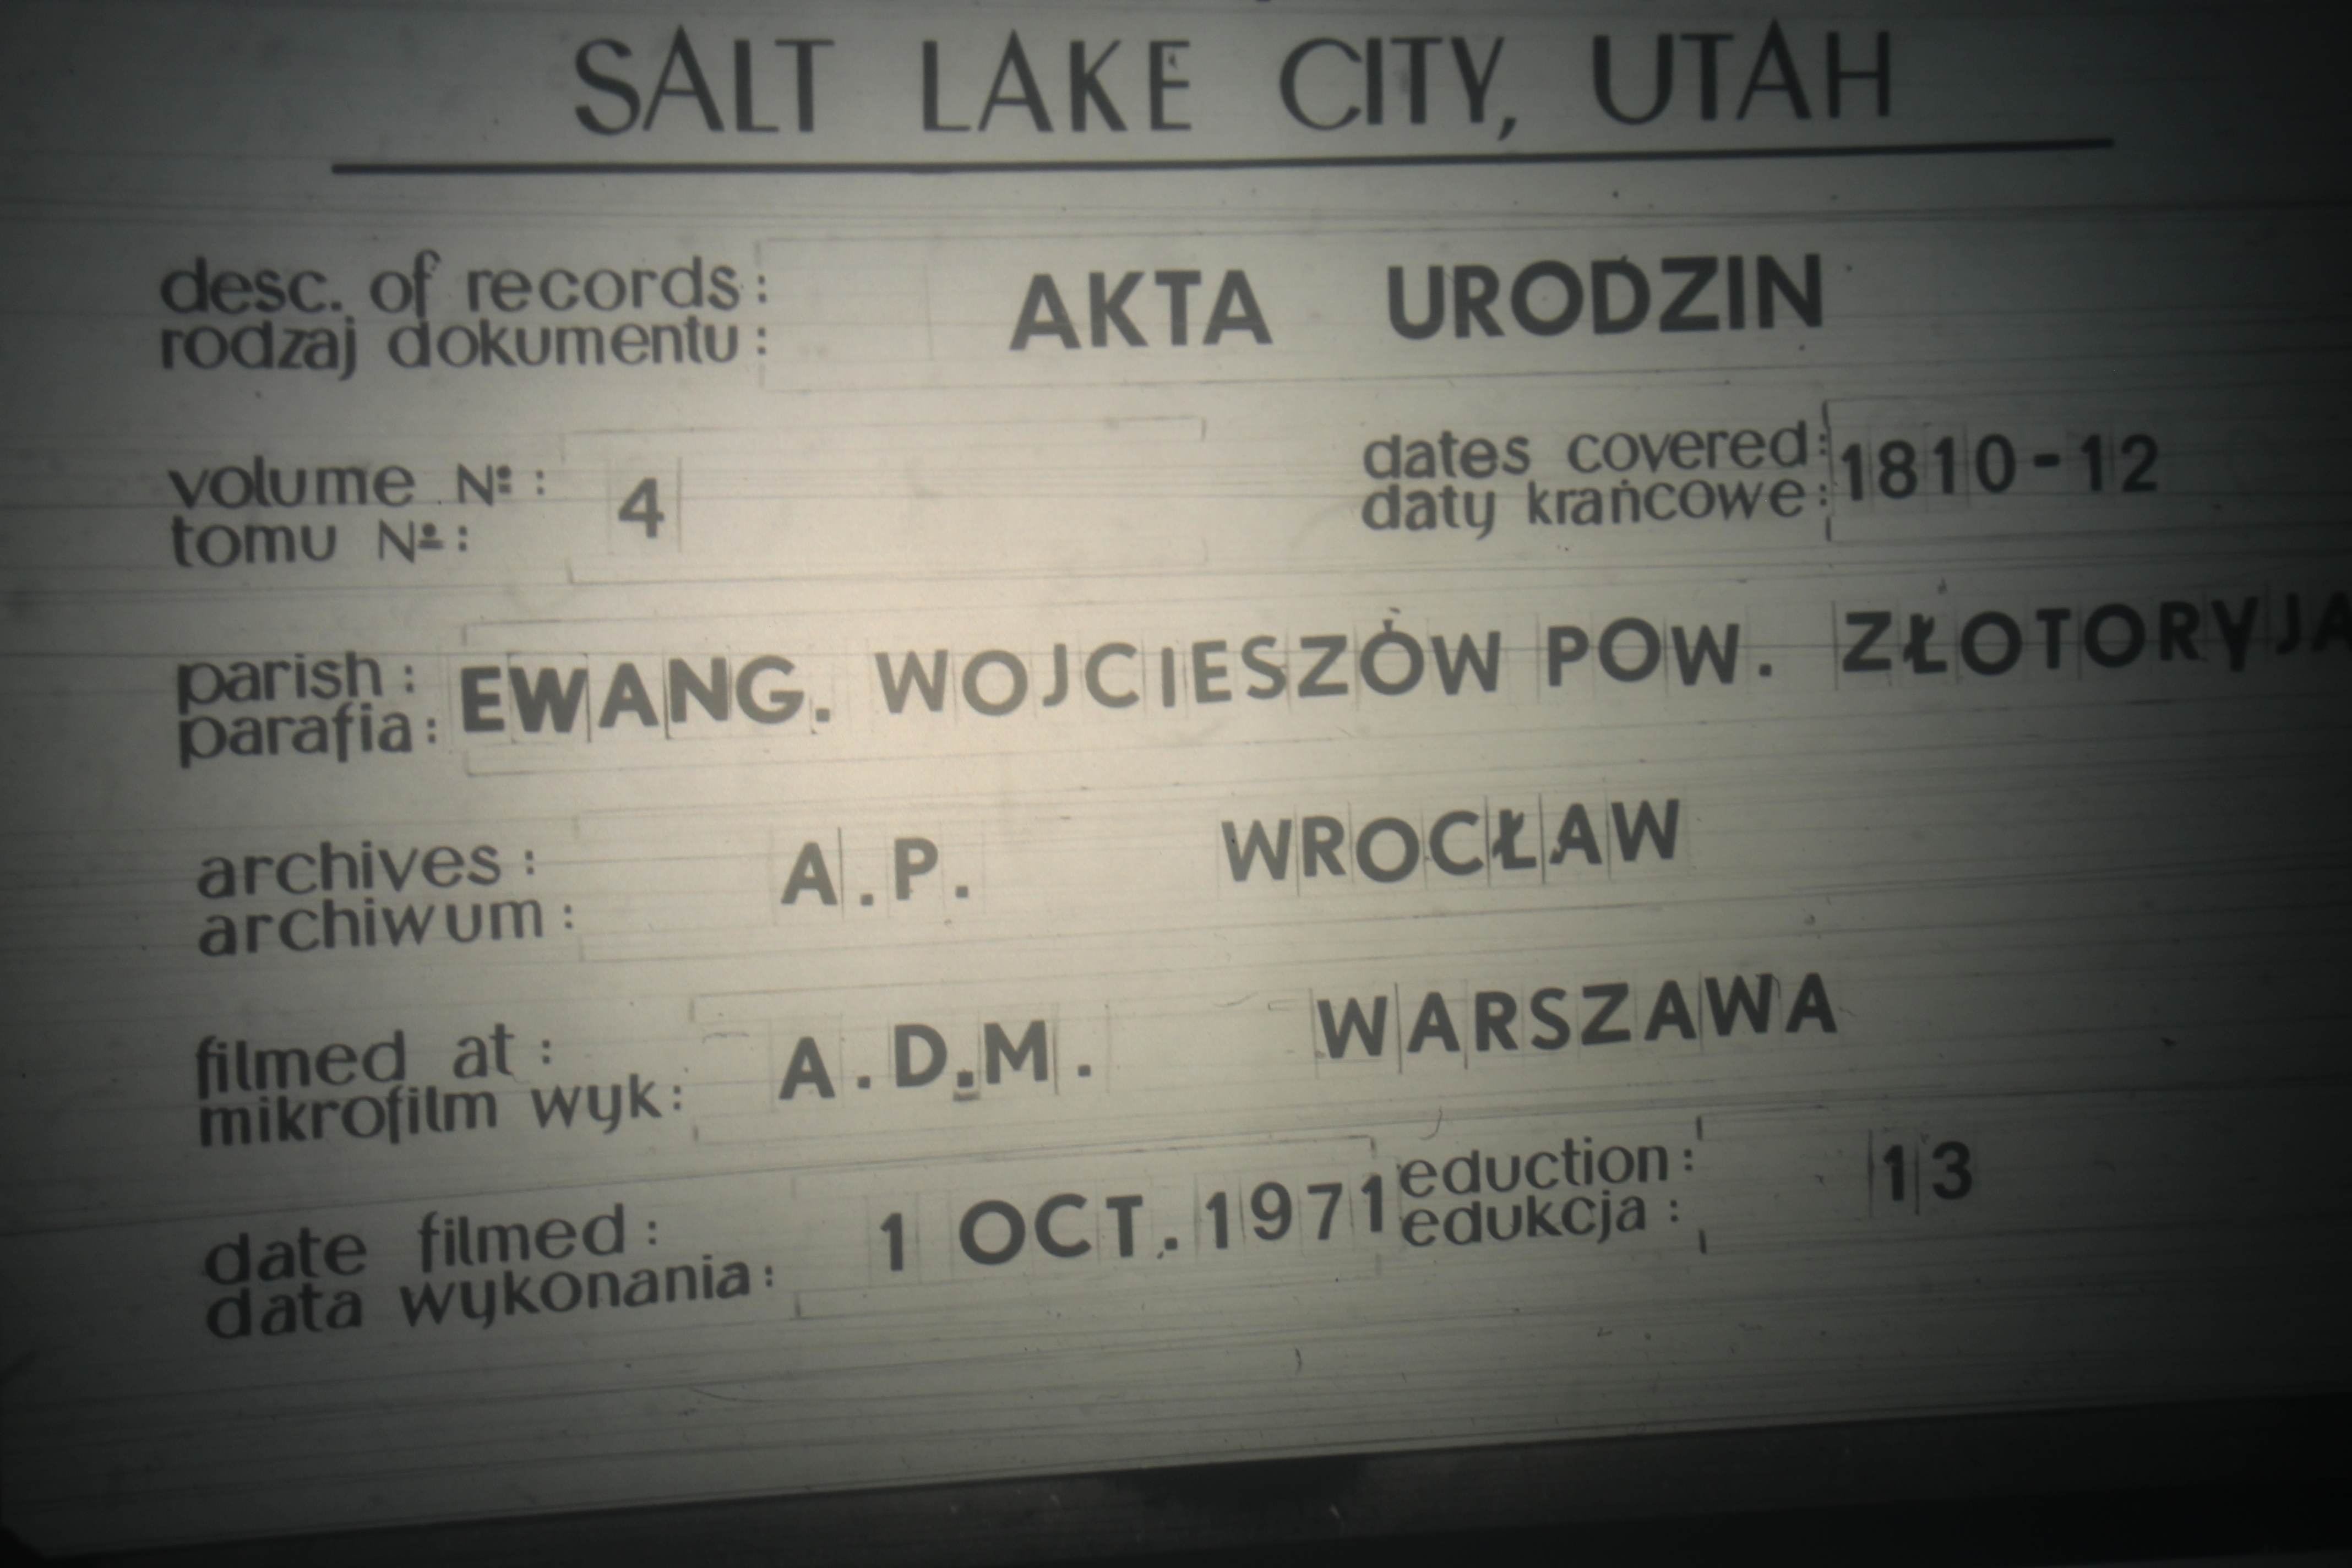 SALT LAKE CITY, UTAH
desc. of records: AKTA URODZIN
rodzaj dokumentu:
volume Nº: 4 dates covered: 1810-12
tomu Nº: daty krańcowe:
parish: EWANG. WOJCIESZÓW POW. ZŁOTORYJA
parafia:
archives: A.P. WROCŁAW
archiwum:
filmed at: A.D.M. WARSZAWA
mikrofilm wyk:
date filmed: 1 OCT. 1971 eduction: 13
data wykonania: edukcja: